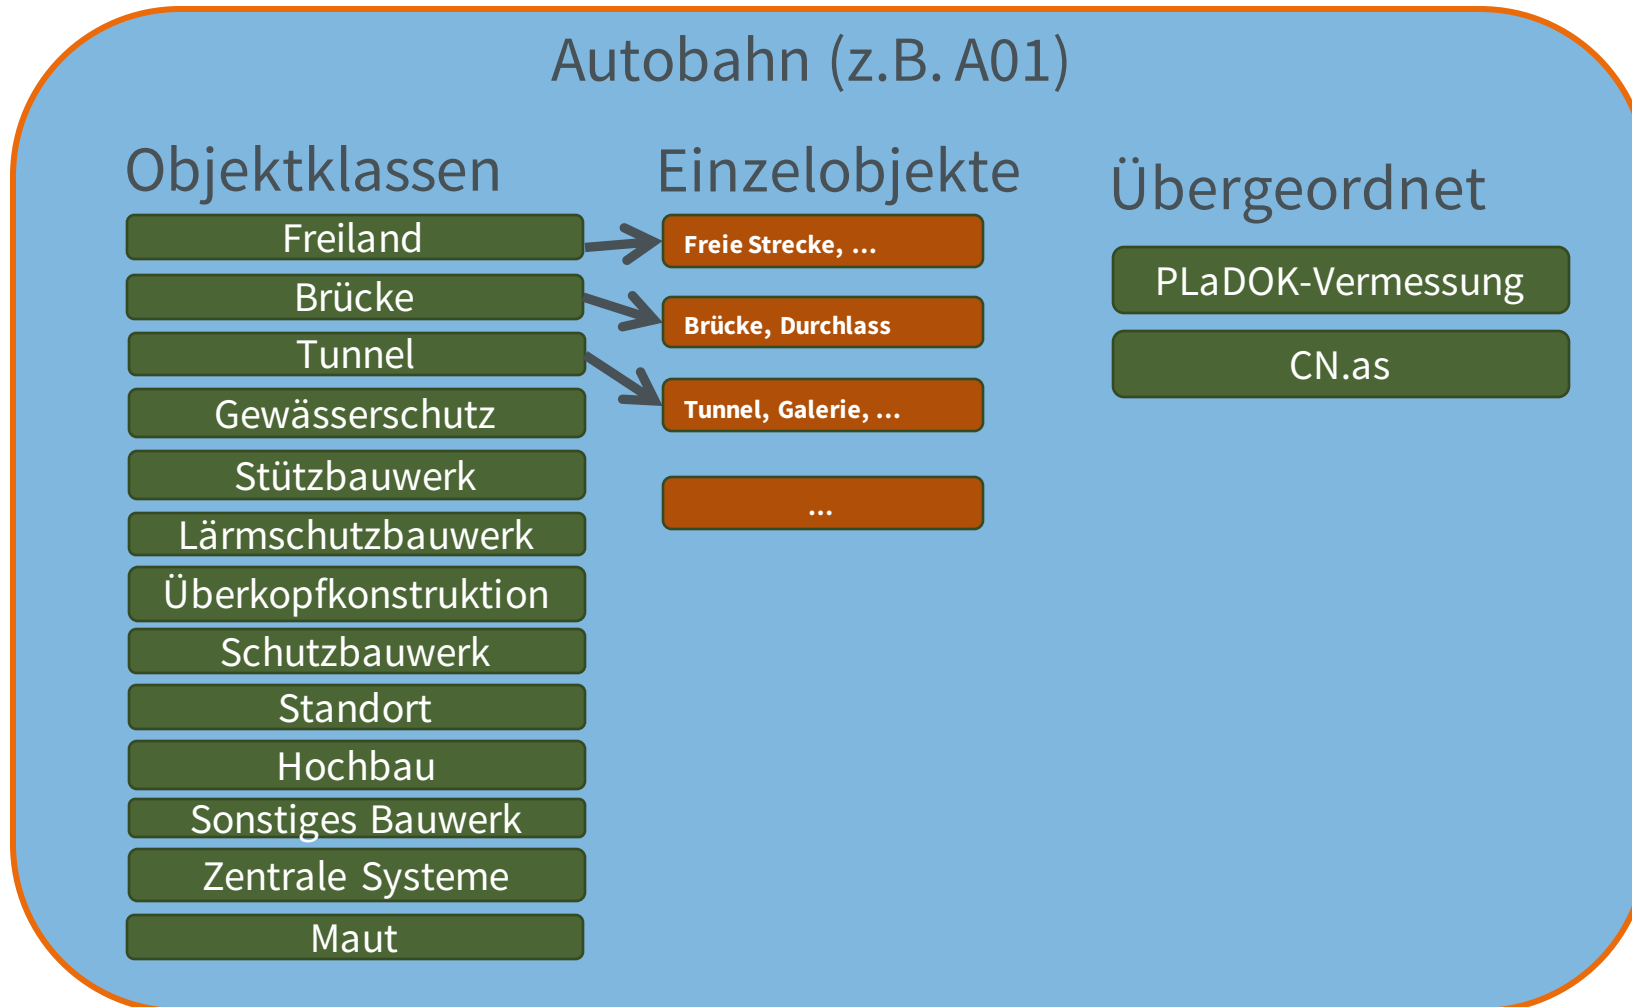 Autobahn (z.B. A01)
Objektklassen
Freiland
Brücke
Tunnel
Gewässerschutz
Stützbauwerk
Lärmschutzbauwerk
Überkopfkonstruktion
Schutzbauwerk
Standort
Hochbau
Sonstiges Bauwerk
Zentrale Systeme
Maut
Einzelobjekte
Freie Strecke, ...
Brücke, Durchlass
Tunnel, Galerie, ...
...
Übergeordnet
PLaDOK-Vermessung
CN.as